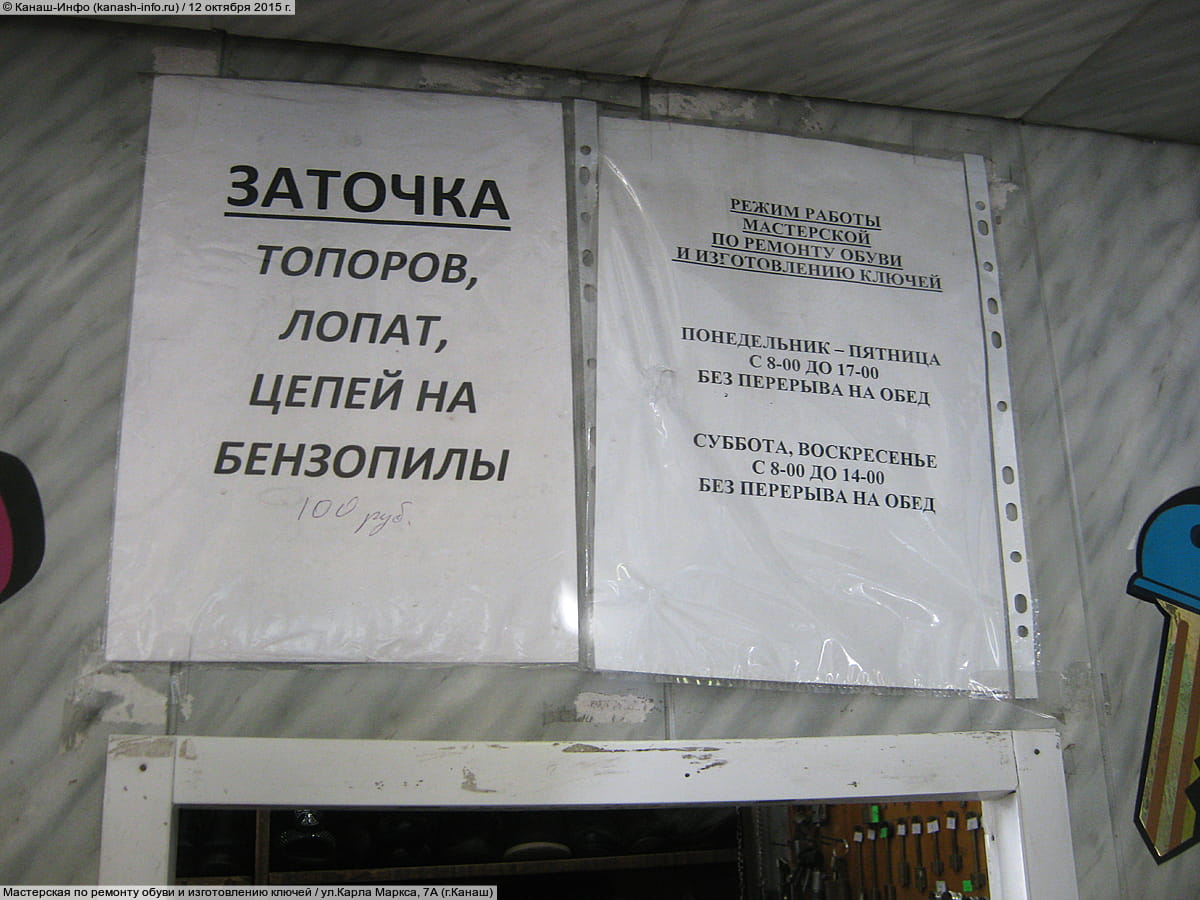 © Канаш-Инфо (kanash-info.ru) / 12 октября 2015 г.
ЗАТОЧКА
ТОПОРОВ,
ЛОПАТ,
ЦЕПЕЙ НА
БЕНЗОПИЛЫ
100 руб.
РЕЖИМ РАБОТЫ
МАСТЕРСКОЙ
ПО РЕМОНТУ ОБУВИ
И ИЗГОТОВЛЕНИЮ КЛЮЧЕЙ
ПОНЕДЕЛЬНИК – ПЯТНИЦА
С 8-00 ДО 17-00
БЕЗ ПЕРЕРЫВА НА ОБЕД
СУББОТА, ВОСКРЕСЕНЬЕ
С 8-00 ДО 14-00
БЕЗ ПЕРЕРЫВА НА ОБЕД
Мастерская по ремонту обуви и изготовлению ключей / ул.Карла Маркса, 7А (г.Канаш)